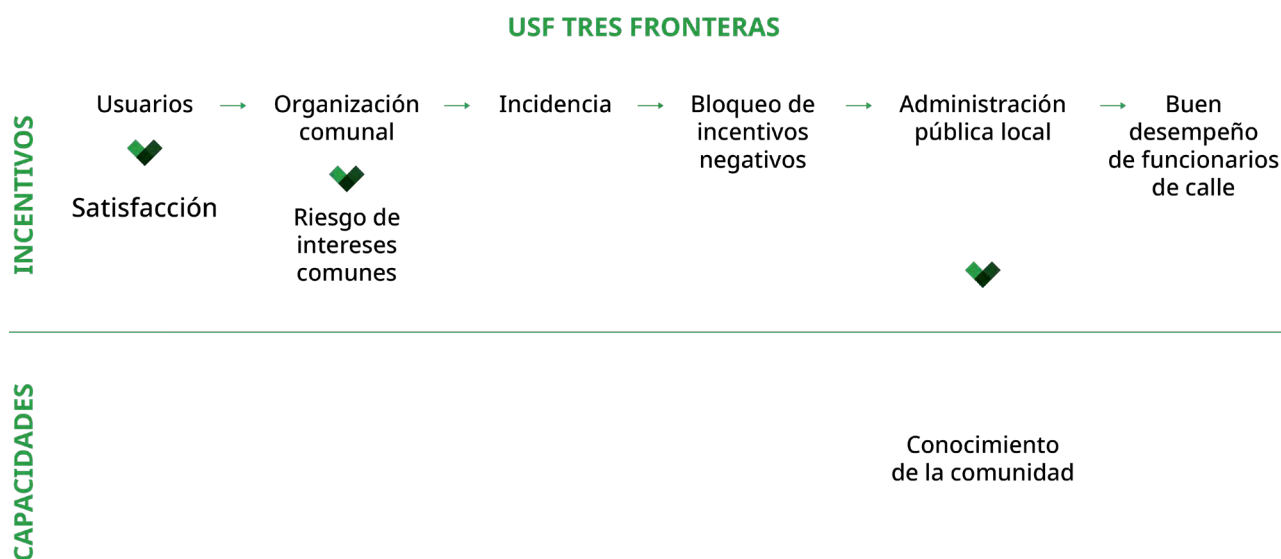 USF TRES FRONTERAS
INCENTIVOS
Usuarios
Satisfacción
Organización
comunal
Riesgo de
intereses
comunes
Incidencia
Bloqueo de
incentivos
negativos
Administración
pública local
Buen
desempeño
de funcionarios
de calle
CAPACIDADES
Conocimiento
de la comunidad